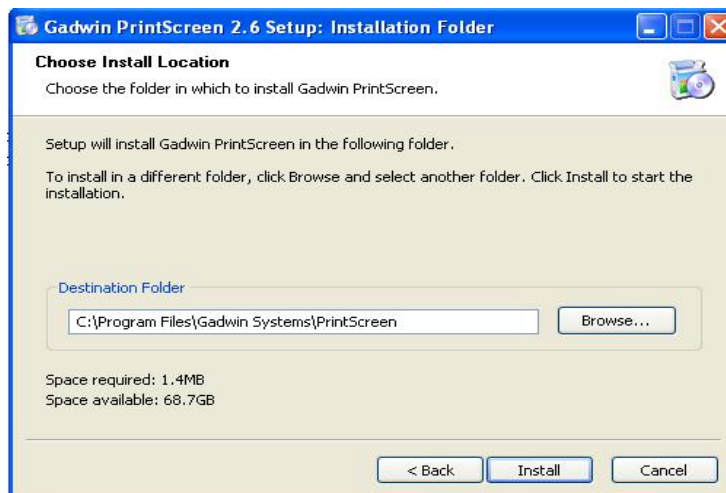 Gadwin PrintScreen 2.6 Setup: Installation Folder
Choose Install Location
Choose the folder in which to install Gadwin PrintScreen.
Setup will install Gadwin PrintScreen in the following folder.
To install in a different folder, click Browse and select another folder. Click Install to start the
installation.
Destination Folder
C:\Program Files\Gadwin Systems\PrintScreen
Browse...
Space required: 1.4MB
Space available: 68.7GB
< Back
Install
Cancel